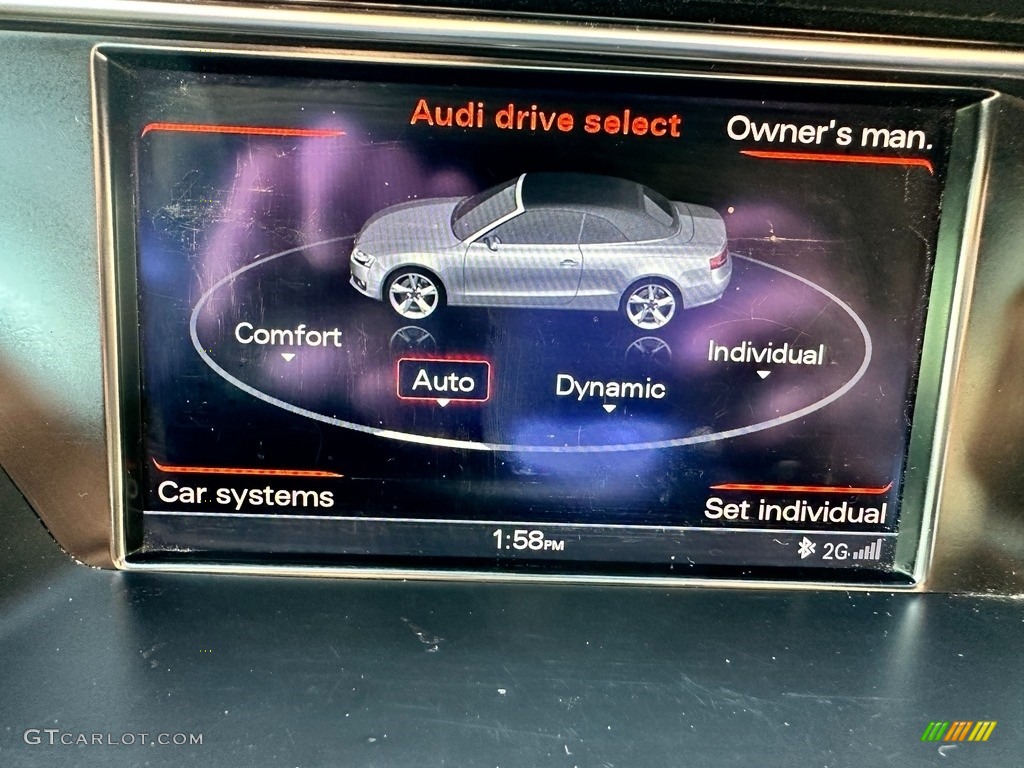 Audi drive select
Owner's man.
Comfort
Auto
Dynamic
Individual
Car systems
Set individual
1:58PM
2G
GTCARLOT.COM